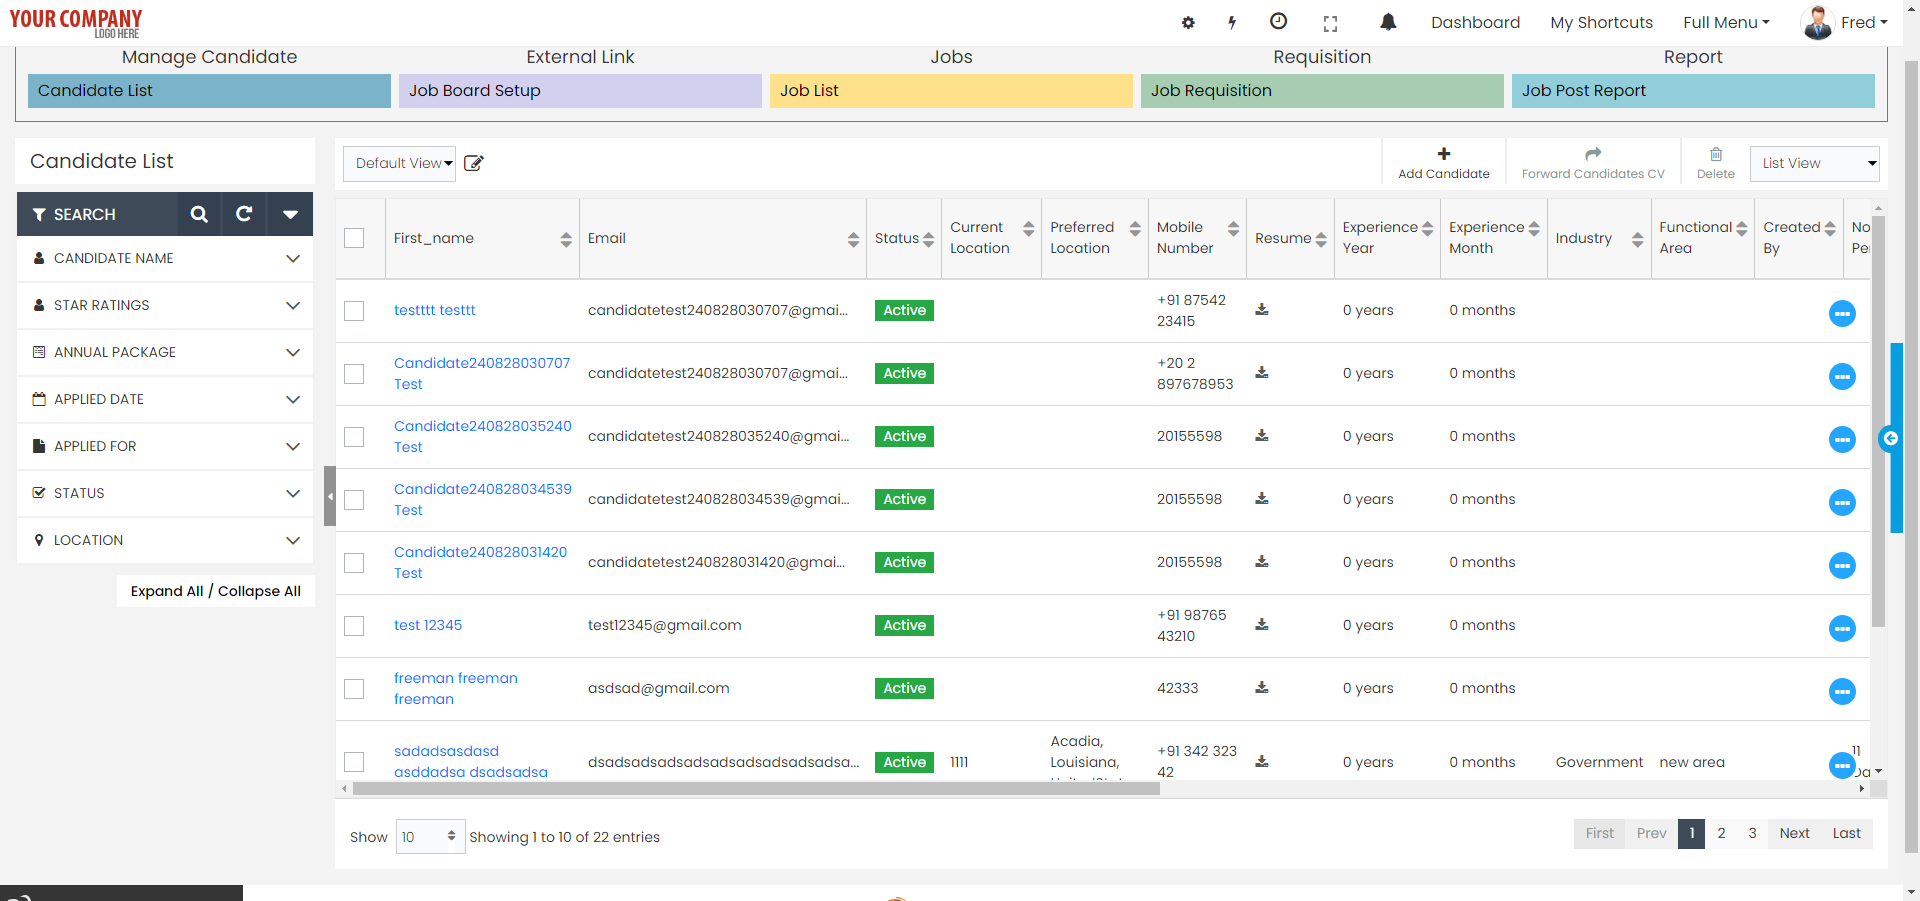 YOUR COMPANY
LOGO HERE
Dashboard
My Shortcuts
Full Menu
Fred
Manage Candidate
External Link
Jobs
Requisition
Report
Candidate List
Job Board Setup
Job List
Job Requisition
Job Post Report
Candidate List
Default View
Add Candidate
Forward Candidates CV
Delete
List View
SEARCH
CANDIDATE NAME
STAR RATINGS
ANNUAL PACKAGE
APPLIED DATE
APPLIED FOR
STATUS
LOCATION
Expand All / Collapse All
First_name
Email
Status
Current
Location
Preferred
Location
Mobile
Number
Resume
Experience
Year
Experience
Month
Industry
Functional
Area
Created
By
No
Pe
testttt testtt
candidatetest240828030707@gmai...
Active
+91 87542
23415
0 years
0 months
Candidate240828030707
Test
candidatetest240828030707@gmai...
Active
+20 2
897678953
0 years
0 months
Candidate240828035240
Test
candidatetest240828035240@gmai...
Active
20155598
0 years
0 months
Candidate240828034539
Test
candidatetest240828034539@gmai...
Active
20155598
0 years
0 months
Candidate240828031420
Test
candidatetest240828031420@gmai...
Active
20155598
0 years
0 months
test 12345
test12345@gmail.com
Active
+91 98765
43210
0 years
0 months
freeman freeman
freeman
asdsad@gmail.com
Active
42333
0 years
0 months
sadadsasdasd
asddadsa dsadsadsa
dsadsadsadsadsadsadsadsadsadsa...
Active
1111
Acadia,
Louisiana,
+91 342 323
42
0 years
0 months
Government
new area
11
Show
10
Showing 1 to 10 of 22 entries
First
Prev
1
2
3
Next
Last